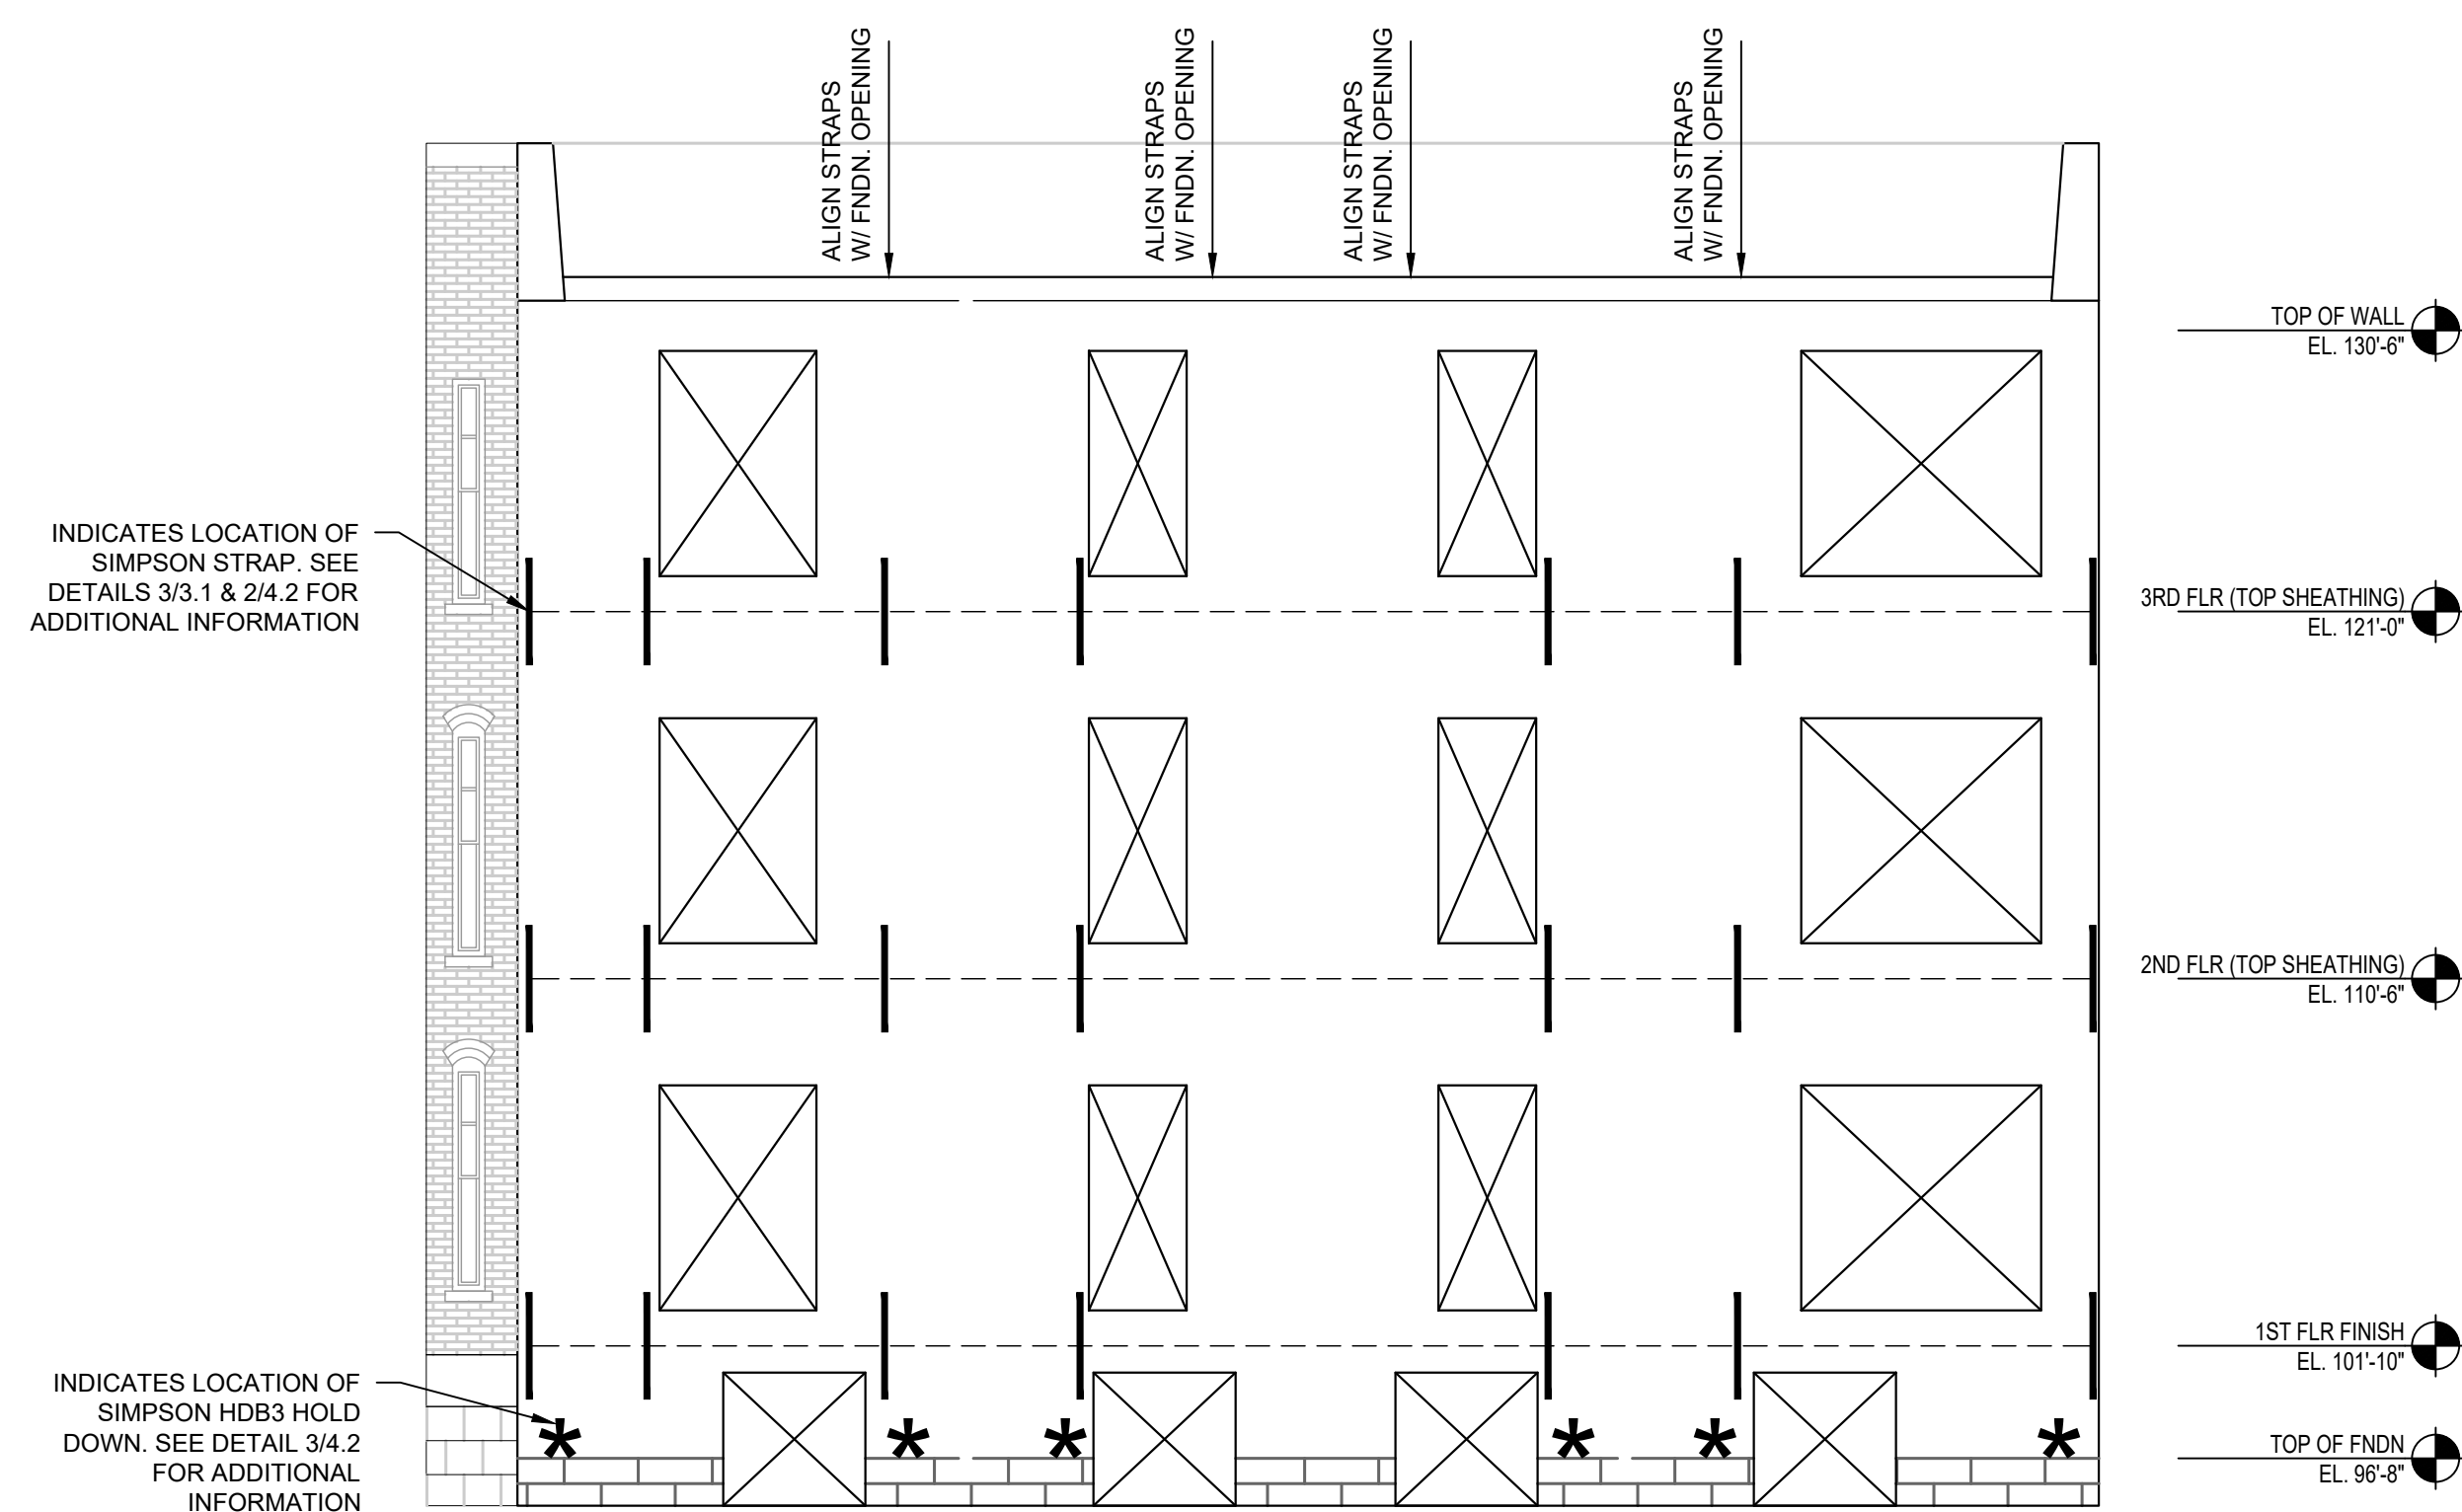 ALIGN STRAPS
W/ FNDN. OPENING
ALIGN STRAPS
W/ FNDN. OPENING
ALIGN STRAPS
W/ FNDN. OPENING
ALIGN STRAPS
W/ FNDN. OPENING
TOP OF WALL
EL. 130'-6"
INDICATES LOCATION OF
SIMPSON STRAP. SEE
DETAILS 3/3.1 & 2/4.2 FOR
ADDITIONAL INFORMATION
3RD FLR (TOP SHEATHING)
EL. 121'-0"
2ND FLR (TOP SHEATHING)
EL. 110'-6"
1ST FLR FINISH
EL. 101'-10"
INDICATES LOCATION OF
SIMPSON HDB3 HOLD
DOWN. SEE DETAIL 3/4.2
FOR ADDITIONAL
INFORMATION
TOP OF FNDN
EL. 96'-8"